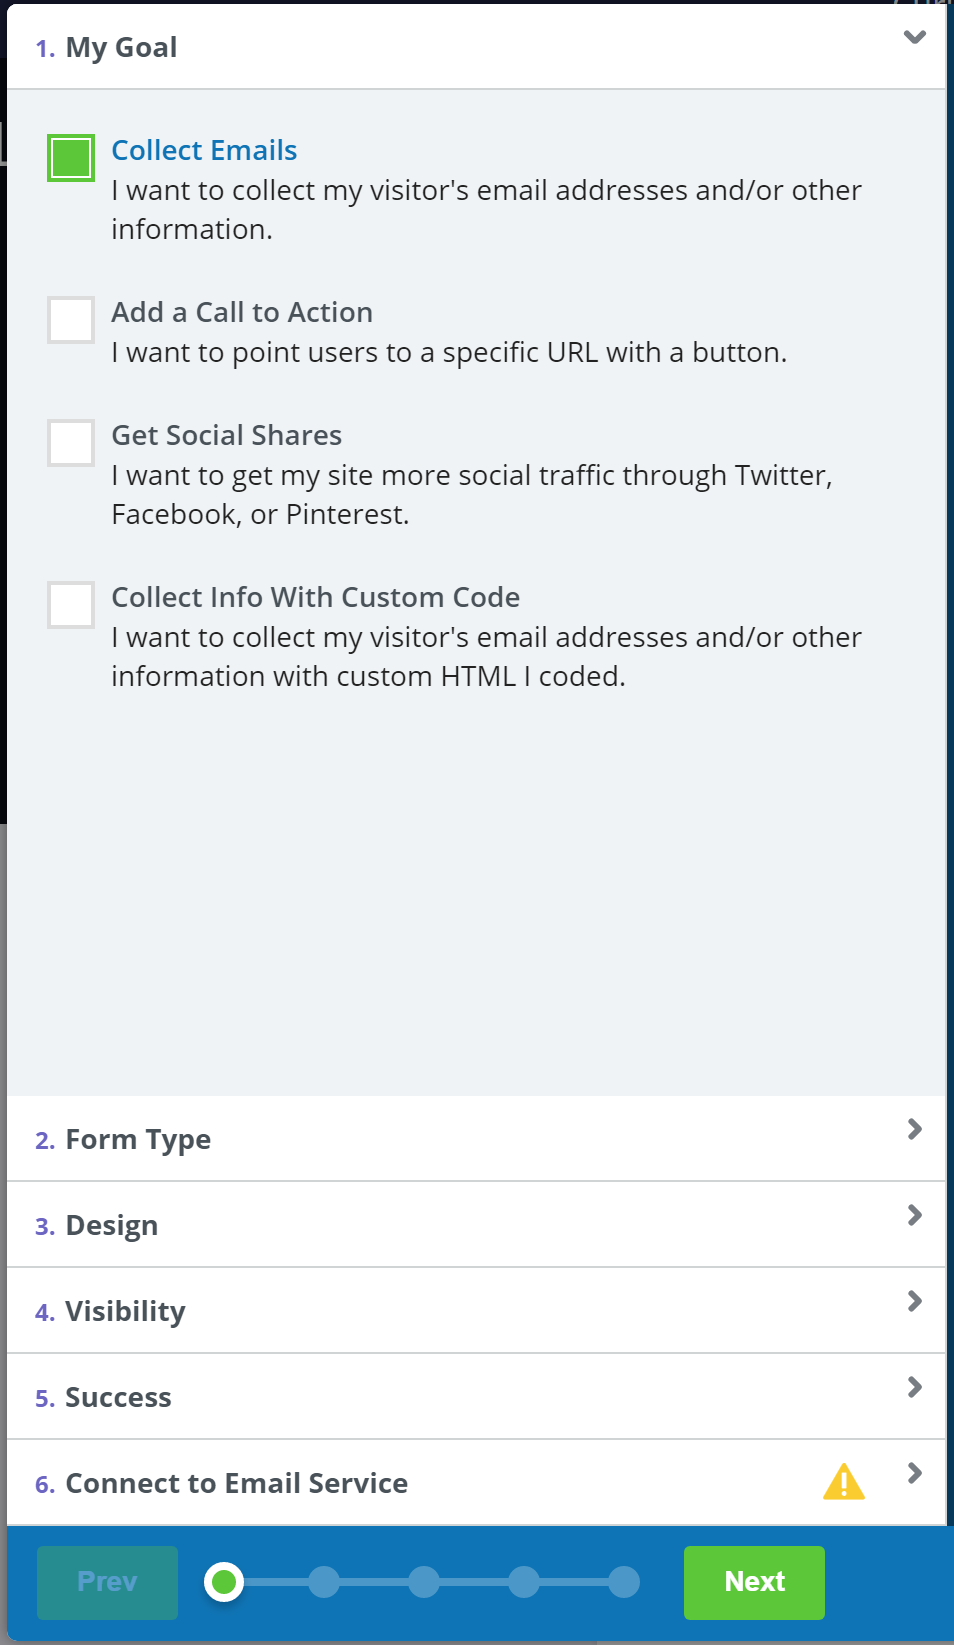 1. My Goal
Collect Emails
I want to collect my visitor's email addresses and/or other
information.
Add a Call to Action
I want to point users to a specific URL with a button.
Get Social Shares
I want to get my site more social traffic through Twitter,
Facebook, or Pinterest.
Collect Info With Custom Code
I want to collect my visitor's email addresses and/or other
information with custom HTML I coded.
2. Form Type
3. Design
4. Visibility
5. Success
6. Connect to Email Service
Prev
Next